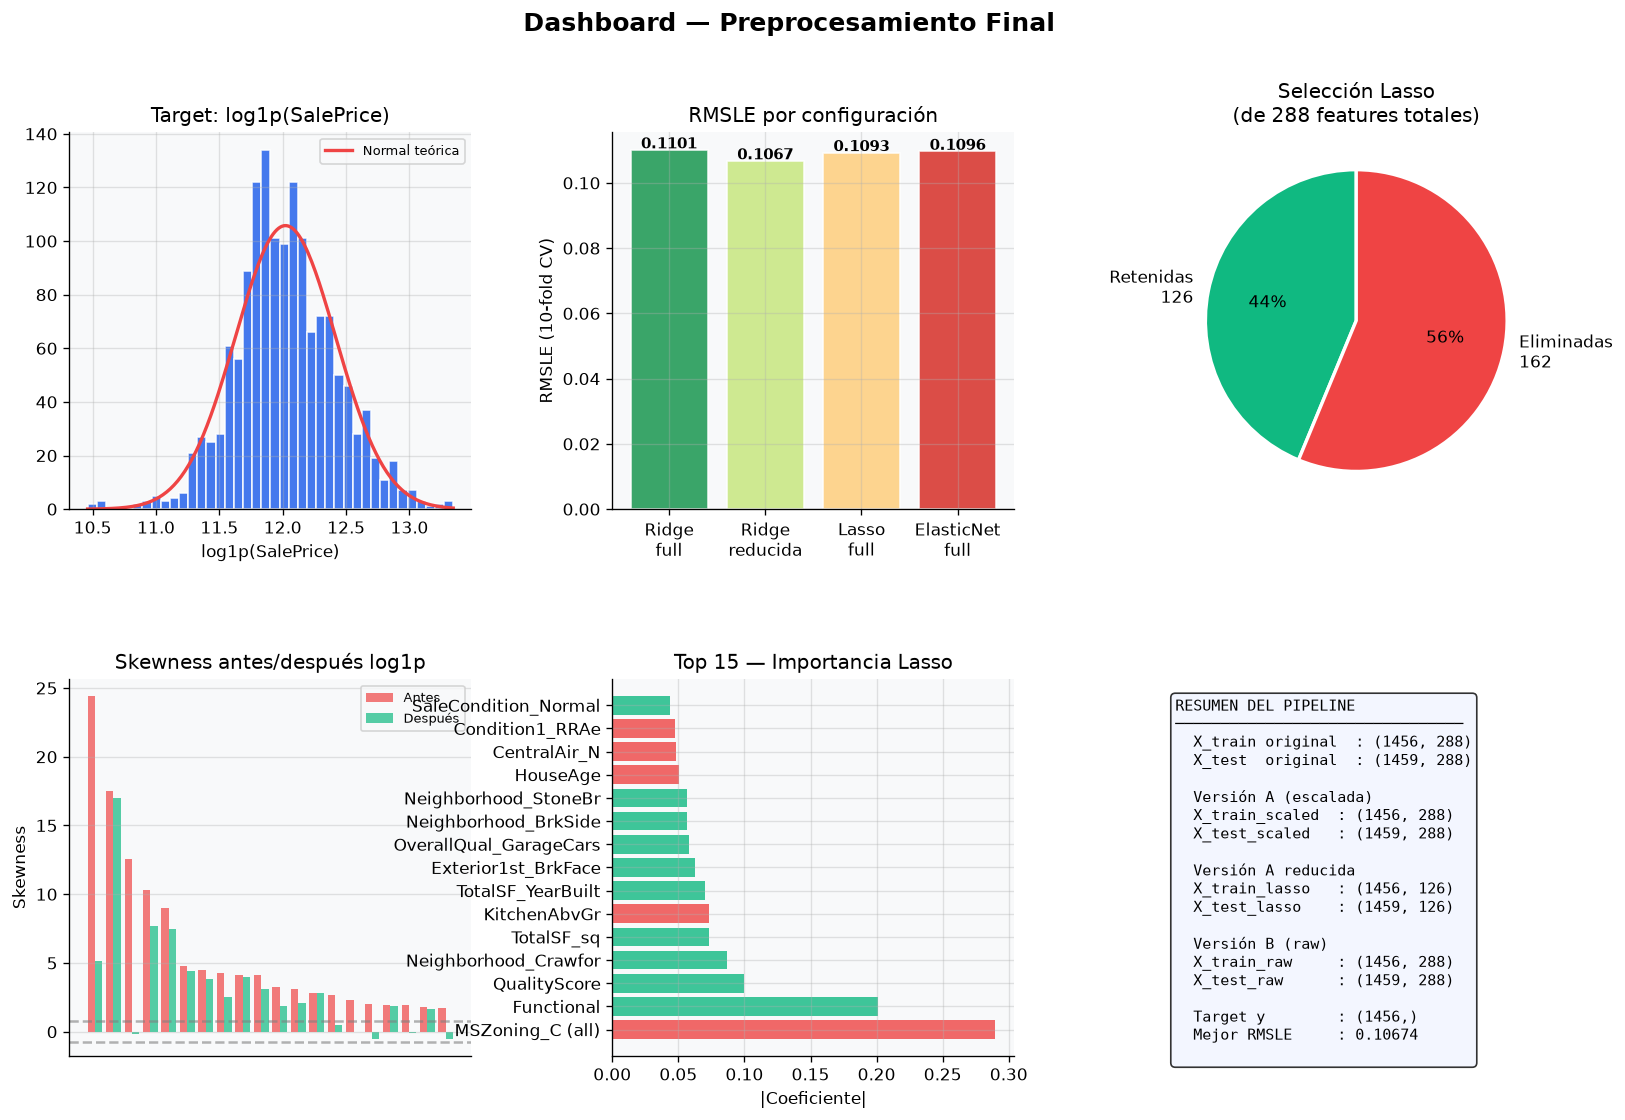 Dashboard — Preprocesamiento Final
Target: log1p(SalePrice)
Normal teórica
140
120
100
80
60
40
20
0
10.5 11.0 11.5 12.0 12.5 13.0
log1p(SalePrice)
RMSLE por configuración
RMSLE (10-fold CV)
0.1101 0.1067 0.1093 0.1096
0.10
0.08
0.06
0.04
0.02
0.00
Ridge
full
Ridge
reducida
Lasso
full
ElasticNet
full
Selección Lasso
(de 288 features totales)
Retenidas
126
44%
56%
Eliminadas
162
Skewness antes/después log1p
Skewness
Antes
Después
25
20
15
10
5
0
Top 15 — Importancia Lasso
SaleCondition_Normal
Condition1_RRAe
CentralAir_N
HouseAge
Neighborhood_StoneBr
Neighborhood_BrkSide
OverallQual_GarageCars
Exterior1st_BrkFace
TotalSF_YearBuilt
KitchenAbvGr
TotalSF_sq
Neighborhood_Crawfor
QualityScore
Functional
MSZoning_C (all)
0.00 0.05 0.10 0.15 0.20 0.25 0.30
|Coeficiente|
RESUMEN DEL PIPELINE
X_train original : (1456, 288)
X_test original : (1459, 288)
Versión A (escalada)
X_train_scaled : (1456, 288)
X_test_scaled : (1459, 288)
Versión A reducida
X_train_lasso : (1456, 126)
X_test_lasso : (1459, 126)
Versión B (raw)
X_train_raw : (1456, 288)
X_test_raw : (1459, 288)
Target y : (1456,)
Mejor RMSLE : 0.10674